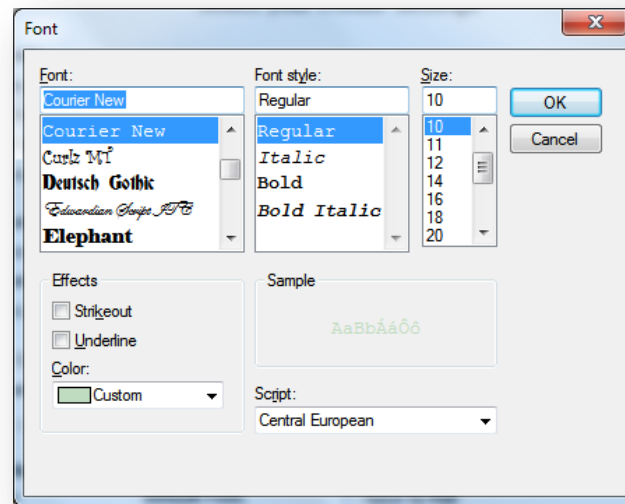 Font
Font:
Courier New
Courier New
Curlz MT
Deutsch Gothic
Edwardian Script ITC
Elephant
Font style:
Regular
Regular
Italic
Bold
Bold Italic
Size:
10
10
11
12
14
16
18
20
OK
Cancel
Effects
Strikeout
Underline
Color:
Custom
Sample
AaBbÁáÔô
Script:
Central European